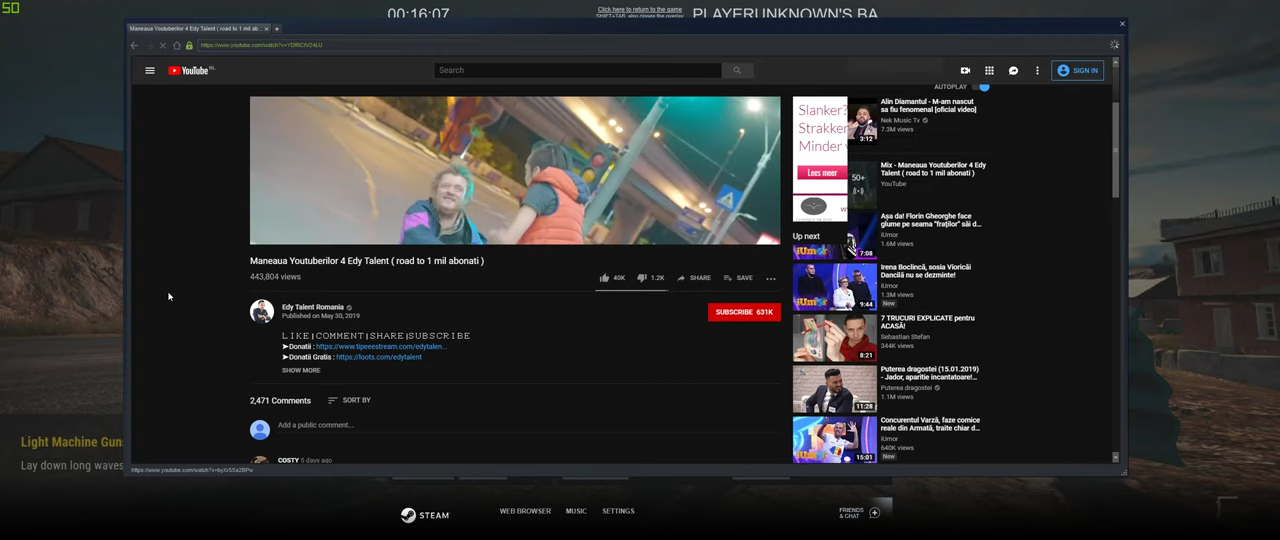 50
00:16:07
Click here to return to the game
SHIFT+TAB also closes the overlay
PLAYERUNKNOWN'S BA
Maneaua Youtuberilor 4 Edy Talent ( road to 1 mil ab...
YouTube NL
Search
SIGN IN
AUTOPLAY
Slanker?
Strakker
Minder
Lees meer
Alin Diamantul - M-am nascut
sa fiu fenomenal [oficial video]
Nek Music Tv
7.3M views
3:12
50+
Mix - Maneaua Youtuberilor 4 Edy
Talent ( road to 1 mil abonati )
YouTube
Up next
Așa da! Florin Gheorghe face
glume pe seama "fraților" săi d...
iUmor
1.6M views
7:08
Irena Boclincă, sosia Vioricăi
Dancilă nu se dezminte!
iUmor
1.3M views
New
9:44
7 TRUCURI EXPLICATE pentru
ACASĂ!
Sebastian Stefan
344K views
8:21
Puterea dragostei (15.01.2019)
- Jador, aparitie incantatoare!...
Puterea dragostei
1.1M views
11:28
Concurentul Varză, faze comice
reale din Armată, traite chiar d...
iUmor
640K views
New
15:01
Maneaua Youtuberilor 4 Edy Talent ( road to 1 mil abonati )
443,804 views
40K
1.2K
SHARE
SAVE
Edy Talent Romania
Published on May 30, 2019
SUBSCRIBE 631K
LIKE|COMMENT|SHARE|SUBSCRIBE
➤Donatii : https://www.tipeeestream.com/edytalen...
➤Donatii Gratis : https://loots.com/edytalent
SHOW MORE
2,471 Comments
SORT BY
Add a public comment...
COSTY 5 days ago
Light Machine Guns
Lay down long waves
STEAM
WEB BROWSER
MUSIC
SETTINGS
FRIENDS
& CHAT